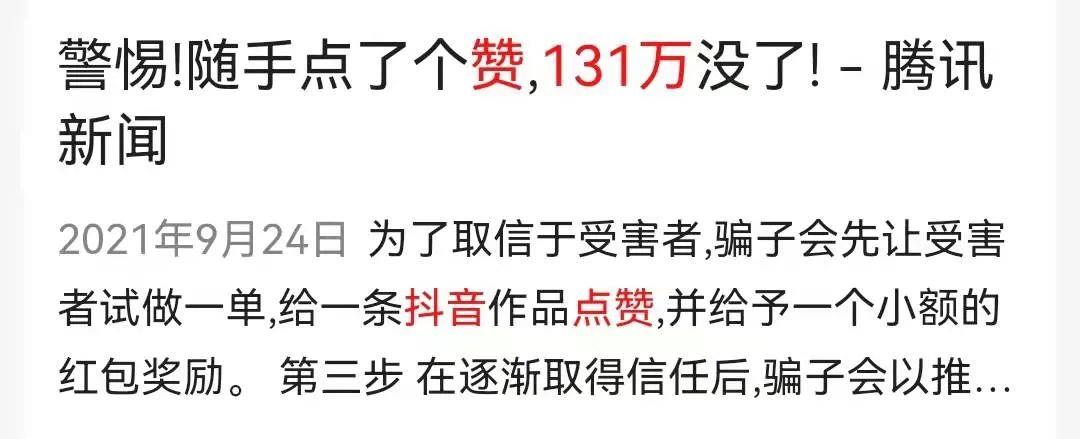 警惕!随手点了个赞,131万没了! - 腾讯
新闻
2021年9月24日 为了取信于受害者,骗子会先让受害
者试做一单,给一条抖音作品点赞,并给予一个小额的
红包奖励。 第三步 在逐渐取得信任后,骗子会以推...